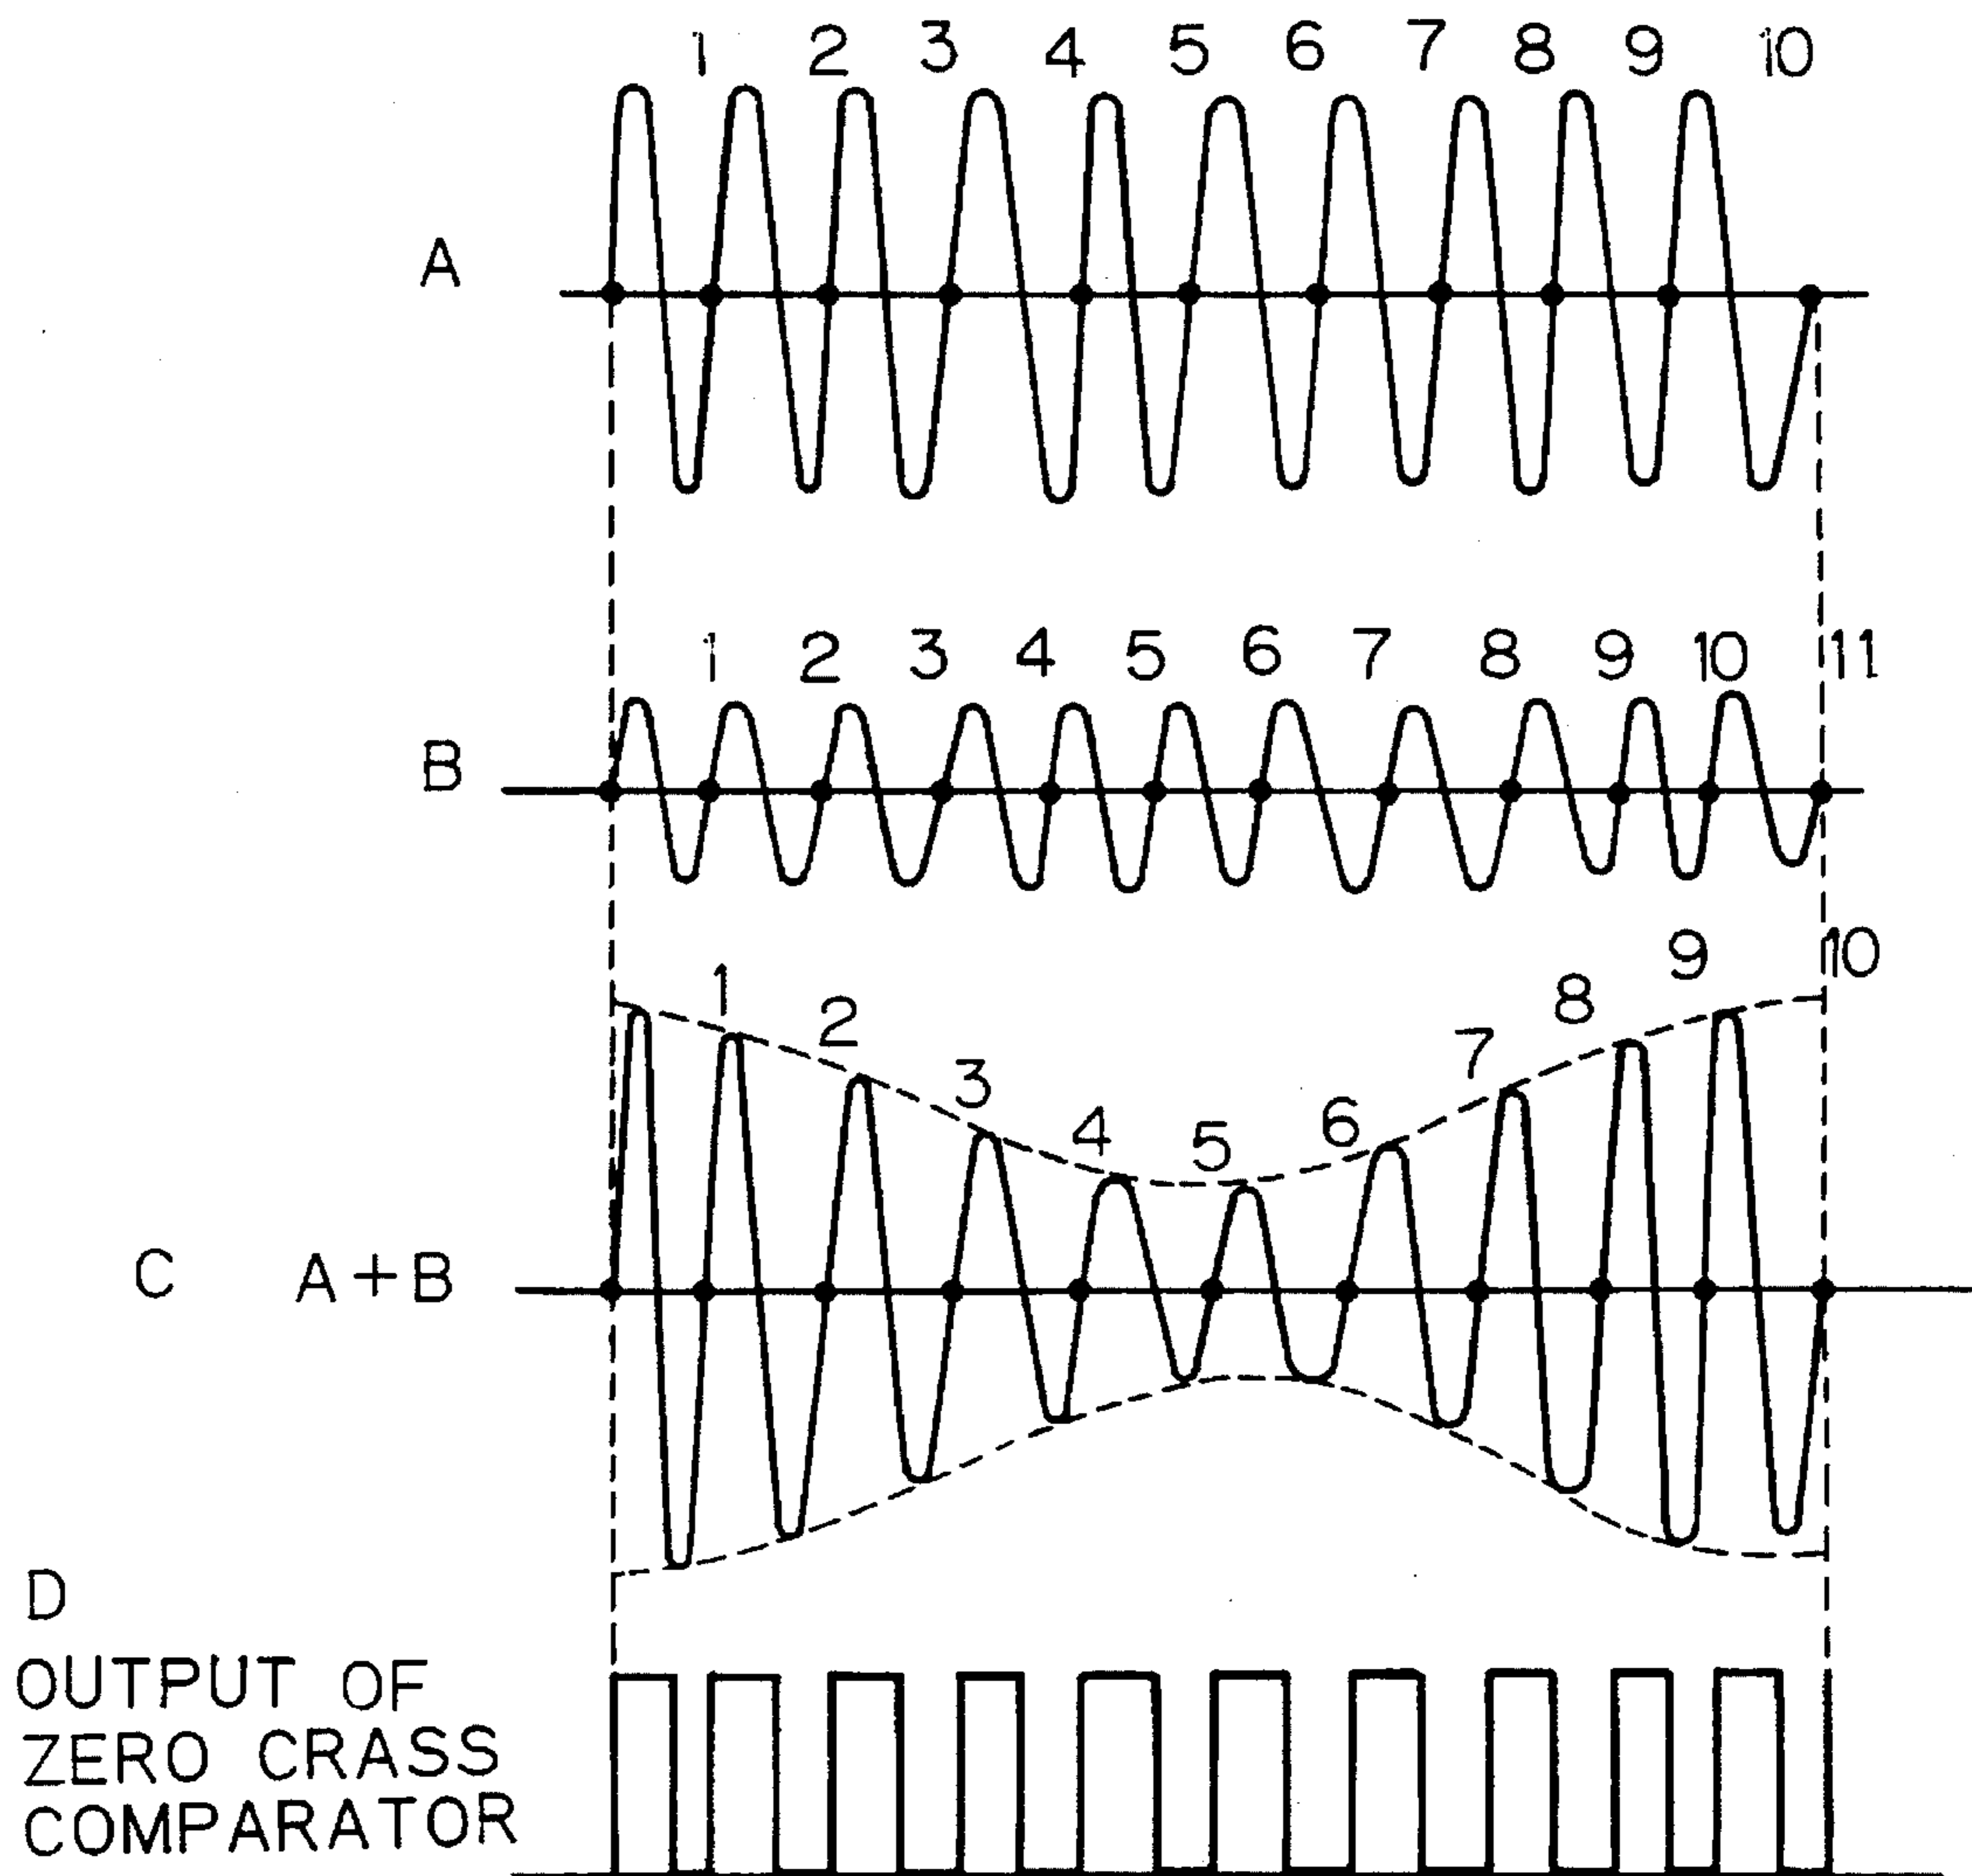 1 2 3 4 5 6 7 8 9 10
A
1 2 3 4 5 6 7 8 9 10 11
B
1 2 3 4 5 6 7 8 9 10
C A+B
D
OUTPUT OF
ZERO CRASS
COMPARATOR